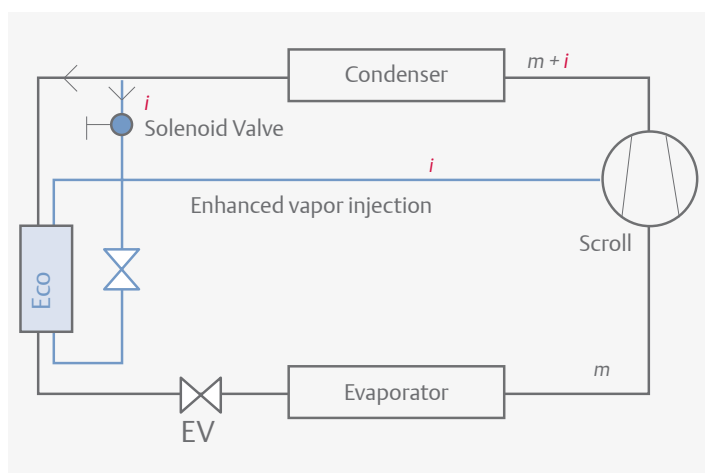 Condenser
m + i
i
Solenoid Valve
i
Enhanced vapor injection
Scroll
Eco
m
Evaporator
EV